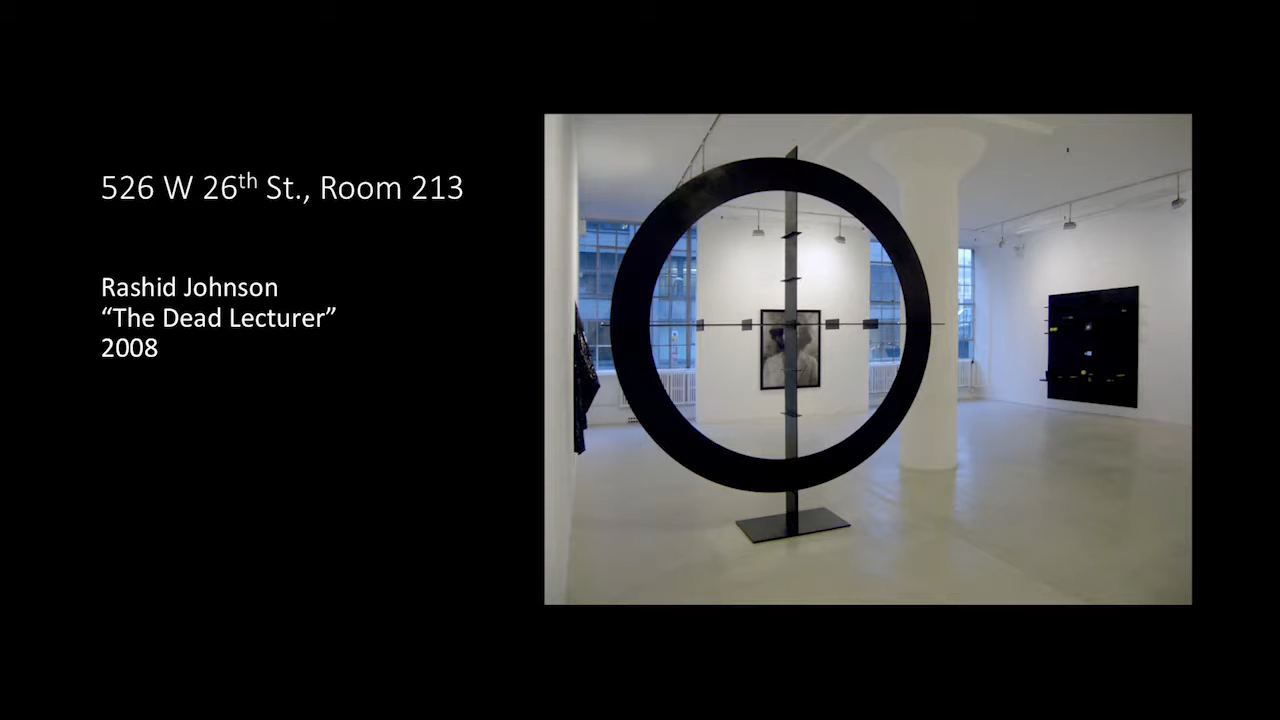 526 W 26th St., Room 213
Rashid Johnson
“The Dead Lecturer”
2008